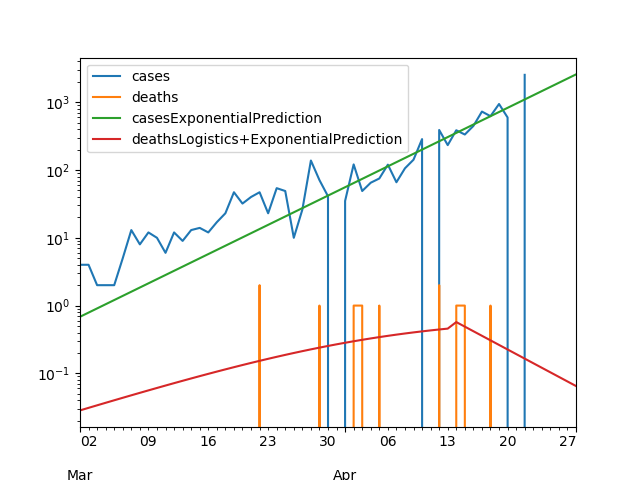 cases
deaths
casesExponentialPrediction
deathsLogistics+ExponentialPrediction
10³
10²
10¹
10⁰
10⁻¹
02 09 16 23 30 06 13 20 27
Mar Apr